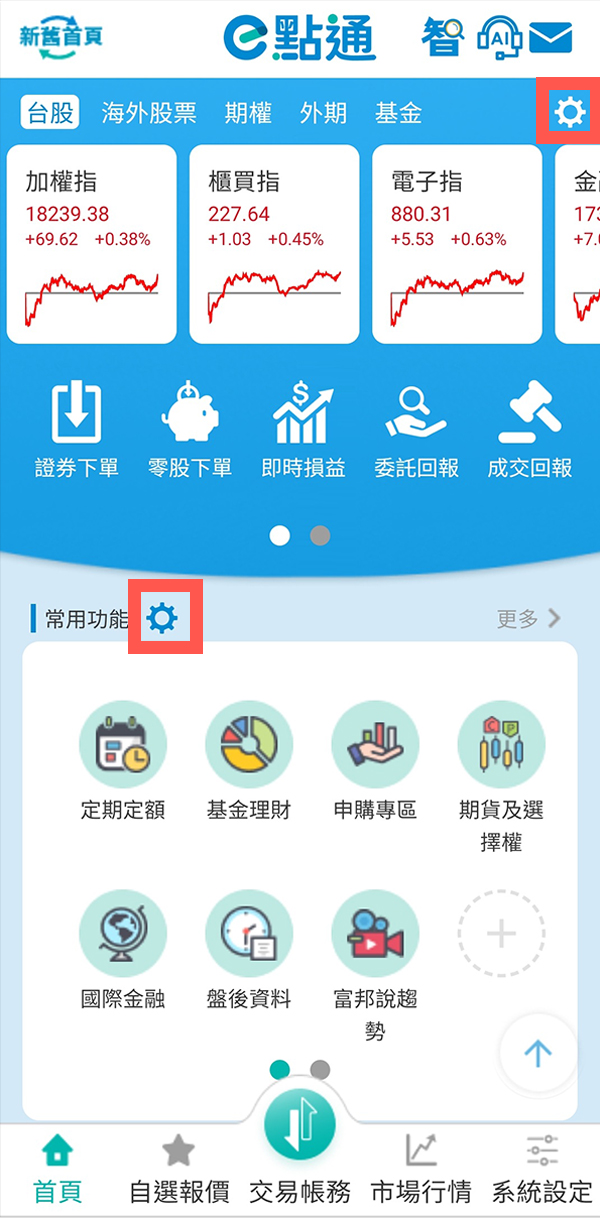 新舊首頁
e點通
智
AI
台股 海外股票 期權 外期 基金
加權指
18239.38
+69.62 +0.38%
櫃買指
227.64
+1.03 +0.45%
電子指
880.31
+5.53 +0.63%
證券下單
零股下單
$
即時損益
委託回報
成交回報
常用功能
更多
定期定額
基金理財
申購專區
C P
期貨及選
擇權
國際金融
盤後資料
富邦說趨
勢
首頁 自選報價 交易帳務 市場行情 系統設定